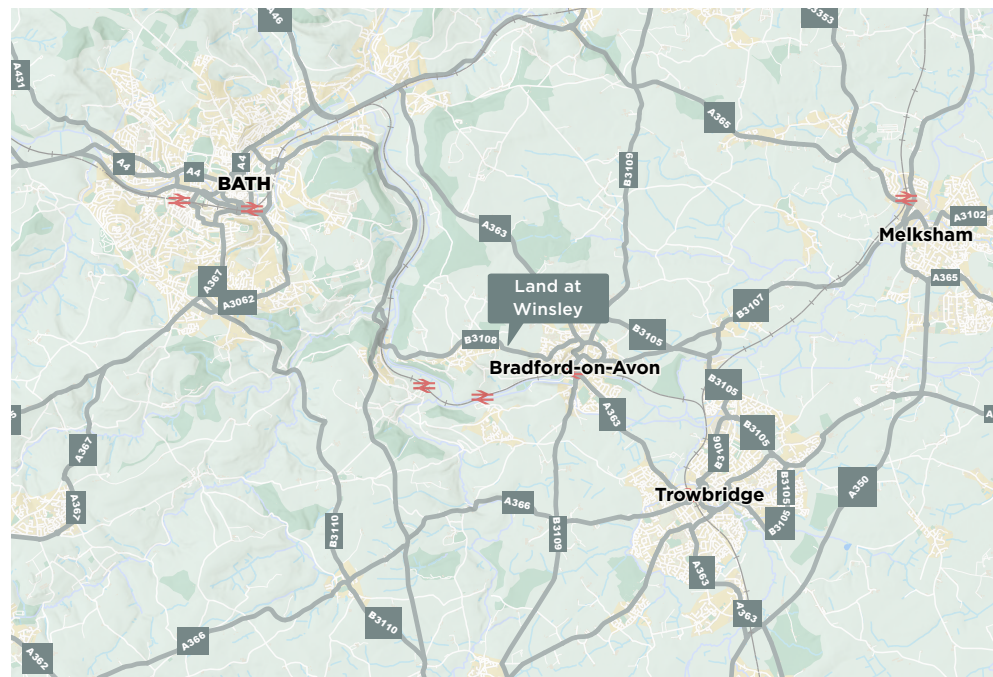 A46
B3353
A431
A365
A4
A4
A4
BATH
B3109
A3102
A363
Melksham
A367
A3062
A365
Land at
Winsley
B3107
B3108
B3105
Bradford-on-Avon
B3105
A363
B3105
B3106
A367
Trowbridge
A350
B3105
A367
A366
B3105
B3110
B3109
A363
A363
B3110
A366
A362